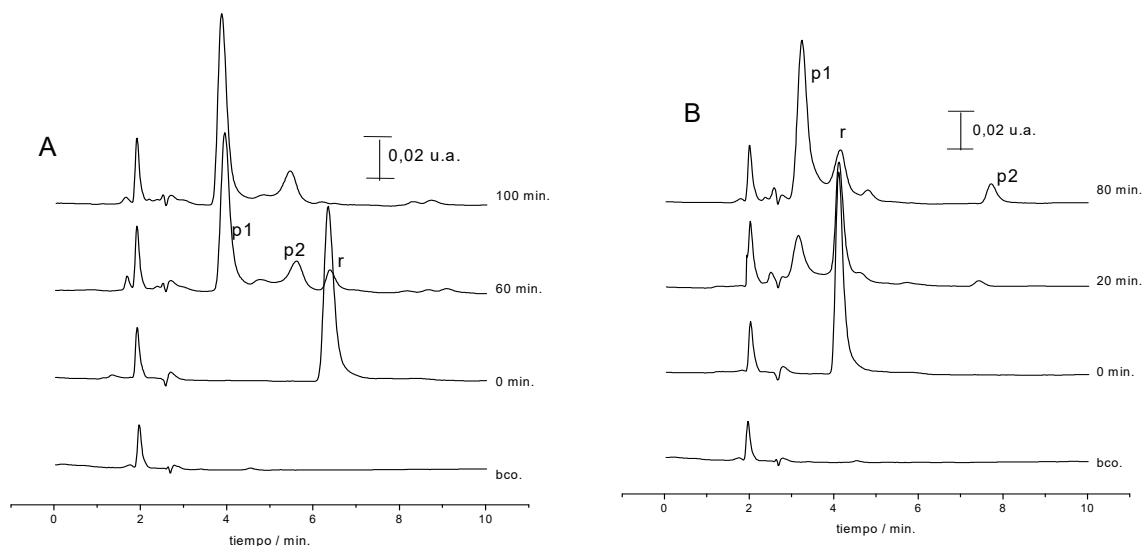 A
0,02 u.a.
100 min.
p1
p2
r
60 min.
0 min.
bco.
0 2 4 6 8 10
tiempo / min.
B
p1
r
0,02 u.a.
p2
80 min.
20 min.
0 min.
bco.
0 2 4 6 8 10
tiempo / min.